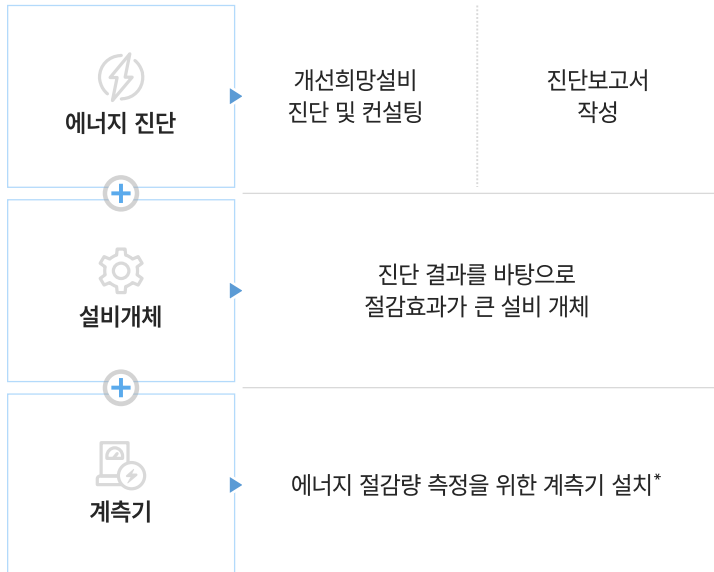 에너지 진단
개선희망설비
진단 및 컨설팅
진단보고서
작성
설비개체
진단 결과를 바탕으로
절감효과가 큰 설비 개체
계측기
에너지 절감량 측정을 위한 계측기 설치*